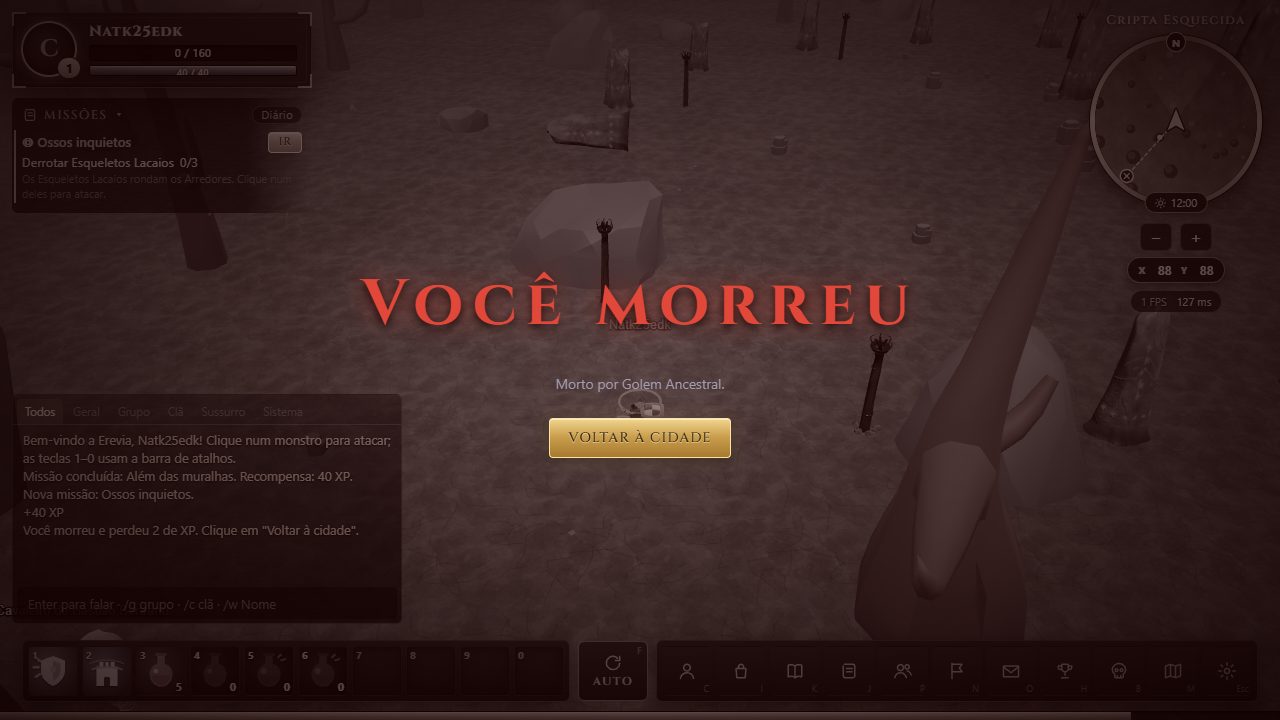 Natk25edk
C
1
0 / 160
40 / 40
MISSÕES
Diário
Ossos inquietos
IR
Derrotar Esqueletos Lacaios 0/3
Os Esqueletos Lacaios rondam os Arredores. Clique num
deles para atacar.
Cripta Esquecida
N
12:00
− +
X 88 Y 88
1 FPS 127 ms
Você morreu
Natk25edk
Morto por Golem Ancestral.
VOLTAR À CIDADE
Todos Geral Grupo Clã Sussurro Sistema
Bem-vindo a Erevia, Natk25edk! Clique num monstro para atacar;
as teclas 1–0 usam a barra de atalhos.
Missão concluída: Além das muralhas. Recompensa: 40 XP.
Nova missão: Ossos inquietos.
+40 XP
Você morreu e perdeu 2 de XP. Clique em "Voltar à cidade".
Enter para falar · /g grupo · /c clã · /w Nome
1 2 3 4 5 6 7 8 9 0
5 0 0 0
F
AUTO
C I K J P N O H B M Esc